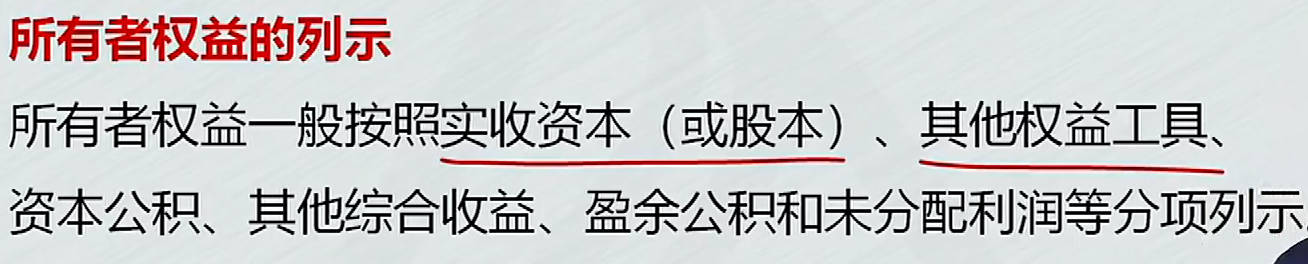 所有者权益的列示
所有者权益一般按照实收资本（或股本）、其他权益工具、
资本公积、其他综合收益、盈余公积和未分配利润等分项列示。